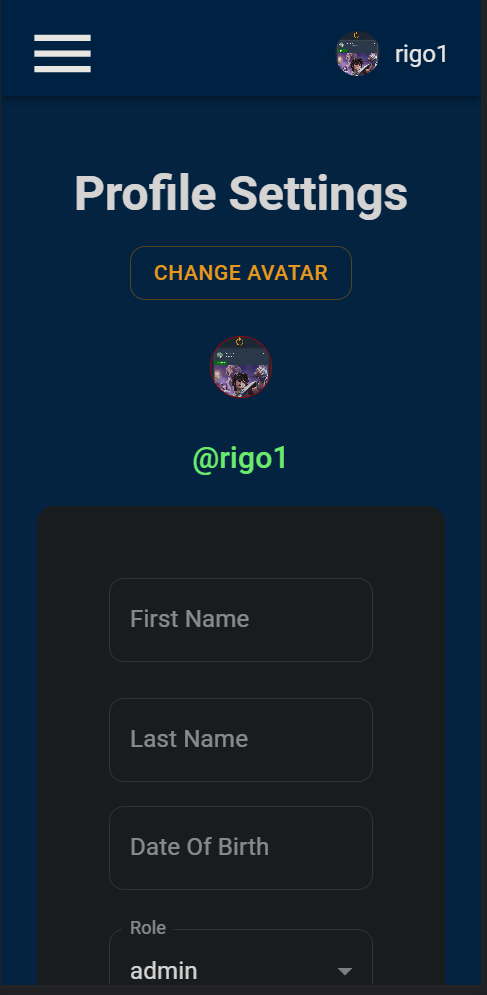 rigo1
Profile Settings
CHANGE AVATAR
@rigo1
First Name
Last Name
Date Of Birth
Role
admin